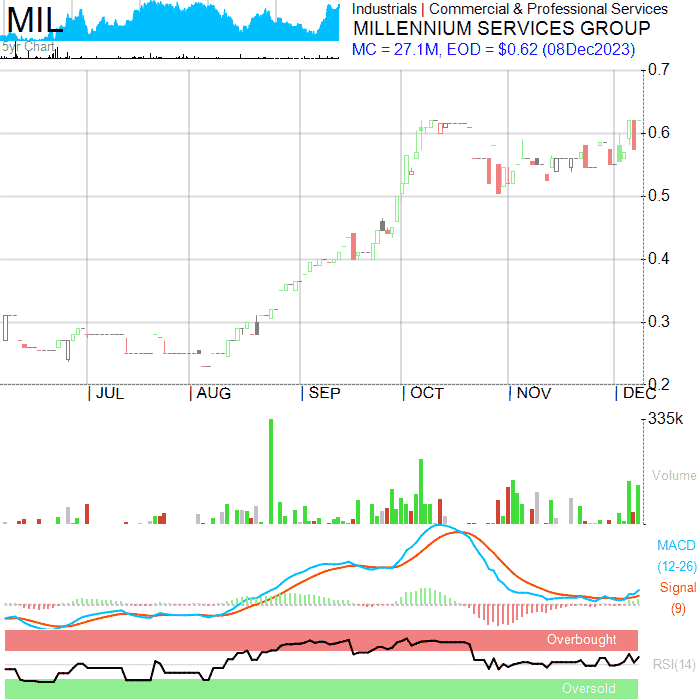 MIL
5yr Chart
Industrials | Commercial & Professional Services
MILLENNIUM SERVICES GROUP
MC = 27.1M, EOD = $0.62 (08Dec2023)
0.7
0.6
0.5
0.4
0.3
0.2
JUL AUG SEP OCT NOV DEC
335k
Volume
MACD
(12-26)
Signal
(9)
Overbought
RSI(14)
Oversold